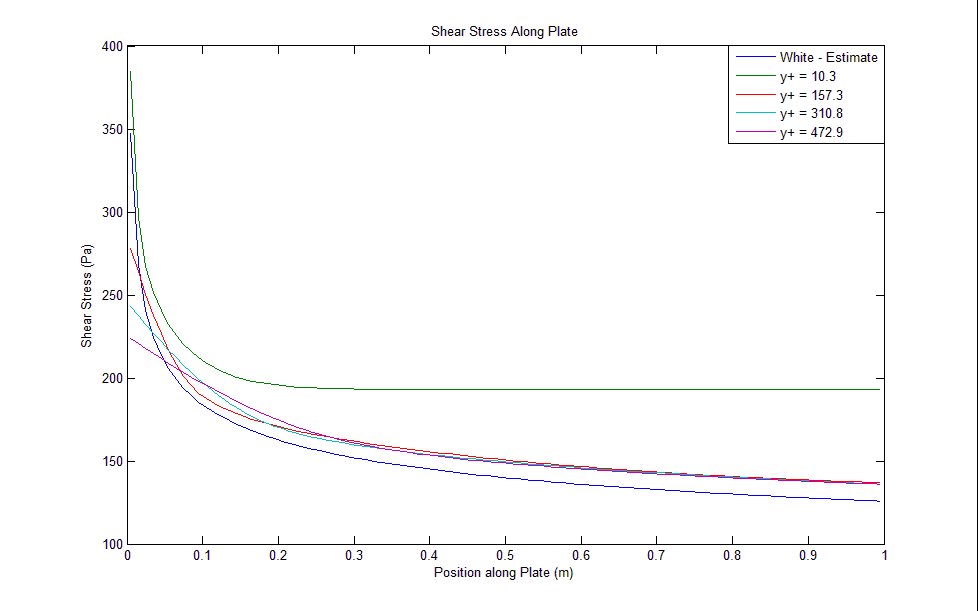 Shear Stress Along Plate
White - Estimate
y+ = 10.3
y+ = 157.3
y+ = 310.8
y+ = 472.9
400
350
300
250
200
150
100
Shear Stress (Pa)
0
0.1
0.2
0.3
0.4
0.5
0.6
0.7
0.8
0.9
1
Position along Plate (m)